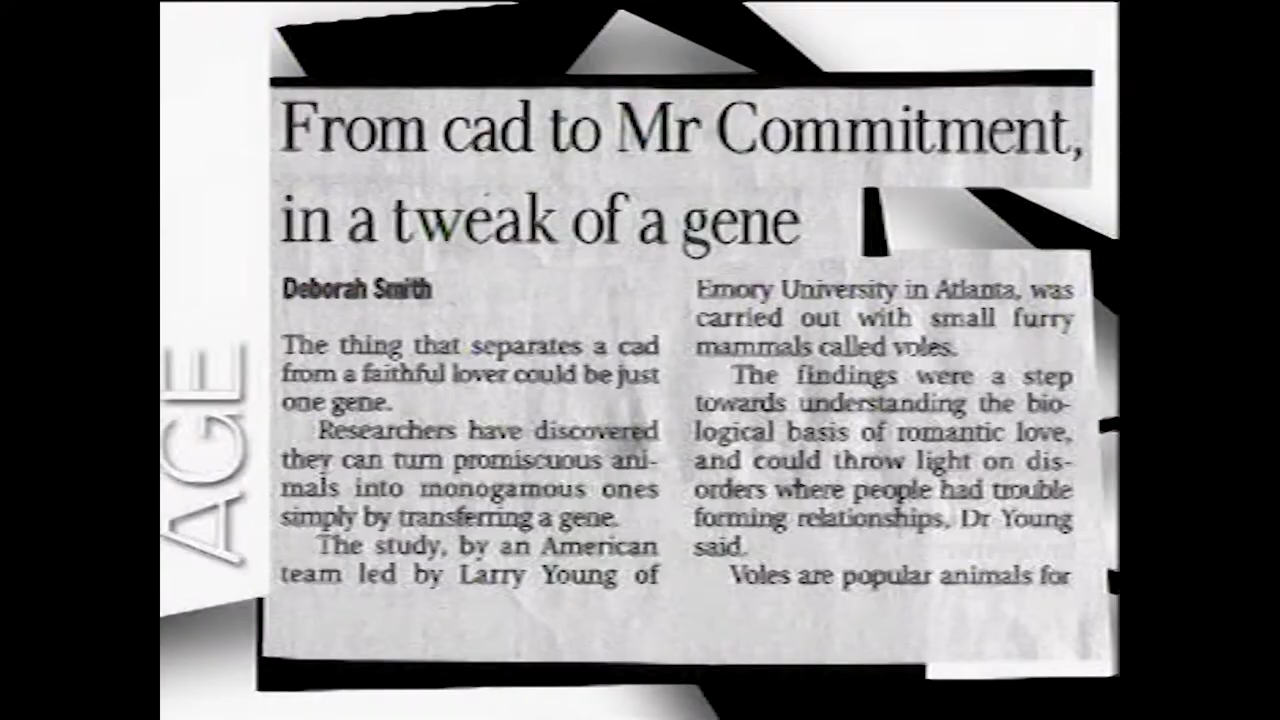 AGE
From cad to Mr Commitment,
in a tweak of a gene
Deborah Smith
The thing that separates a cad
from a faithful lover could be just
one gene.
Researchers have discovered
they can turn promiscuous ani-
mals into monogamous ones
simply by transferring a gene.
The study, by an American
team led by Larry Young of
Emory University in Atlanta, was
carried out with small furry
mammals called voles.
The findings were a step
towards understanding the bio-
logical basis of romantic love,
and could throw light on dis-
orders where people had trouble
forming relationships, Dr Young
said.
Voles are popular animals for